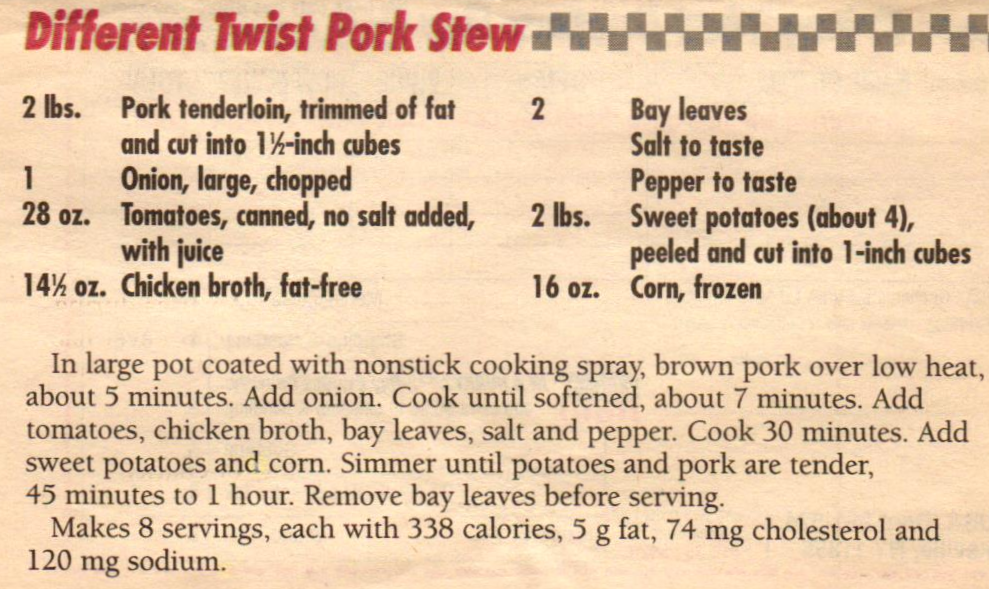 Different Twist Pork Stew
2 lbs. Pork tenderloin, trimmed of fat
and cut into 1½-inch cubes
1 Onion, large, chopped
28 oz. Tomatoes, canned, no salt added,
with juice
14½ oz. Chicken broth, fat-free
2 Bay leaves
Salt to taste
Pepper to taste
2 lbs. Sweet potatoes (about 4),
peeled and cut into 1-inch cubes
16 oz. Corn, frozen
In large pot coated with nonstick cooking spray, brown pork over low heat,
about 5 minutes. Add onion. Cook until softened, about 7 minutes. Add
tomatoes, chicken broth, bay leaves, salt and pepper. Cook 30 minutes. Add
sweet potatoes and corn. Simmer until potatoes and pork are tender,
45 minutes to 1 hour. Remove bay leaves before serving.
Makes 8 servings, each with 338 calories, 5 g fat, 74 mg cholesterol and
120 mg sodium.